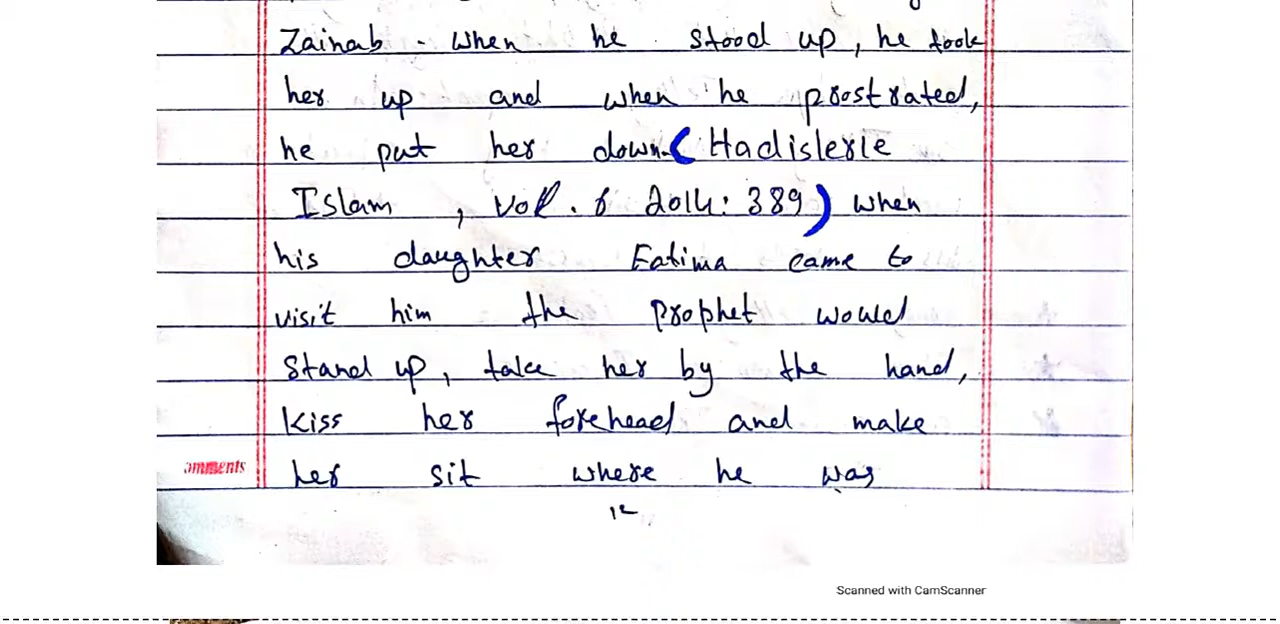 Zainab. When he stood up, he took
her up and when he prostrated,
he put her down. (Hadislerle
Islam, vol. 6 2014: 389) when
his daughter Fatima came to
visit him the prophet would
Stand up, take her by the hand,
Kiss her forehead and make
omments
her sit where he was
12
Scanned with CamScanner